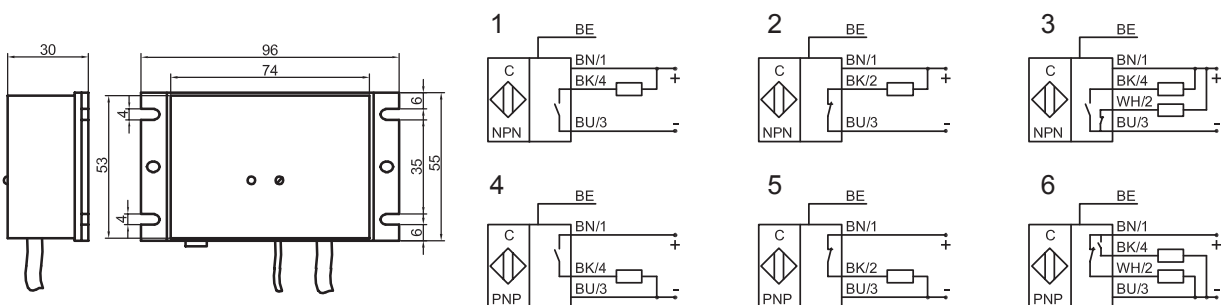 30
96
74
4
53
4
6
35
55
6
1
BE
C
BN/1
+
BK/4
NPN
BU/3
-
2
BE
C
BN/1
+
BK/2
NPN
BU/3
-
3
BE
C
BN/1
+
BK/4
WH/2
NPN
BU/3
-
4
BE
C
BN/1
+
BK/4
PNP
BU/3
-
5
BE
C
BN/1
+
BK/2
PNP
BU/3
-
6
BE
C
BN/1
+
BK/4
WH/2
PNP
BU/3
-